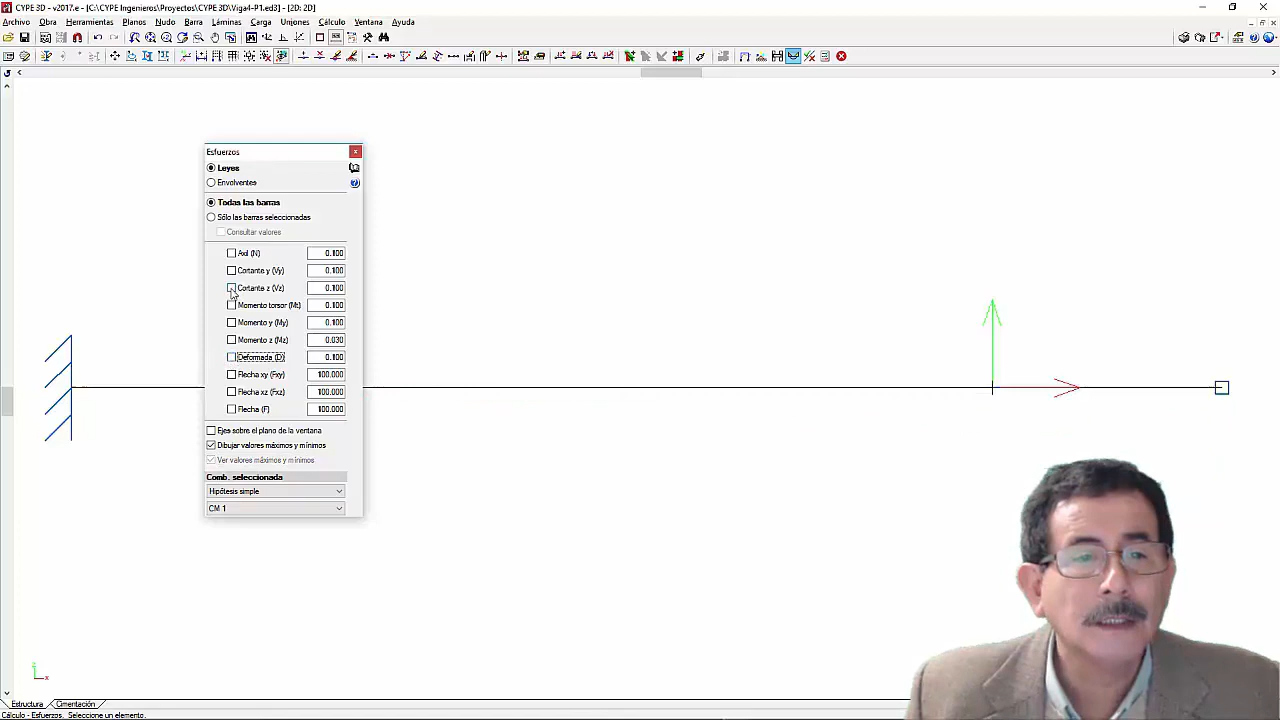 CYPE 3D - v2017.e - [C:\CYPE Ingenieros\Proyectos\CYPE 3D\Viga4-P1.ed3] - [2D: 2D]
Archivo Obra Herramientas Planos Nudo Barra Láminas Carga Uniones Cálculo Ventana Ayuda
Esfuerzos
Leyes
Envolventes
Todas las barras
Sólo las barras seleccionadas
Consultar valores
Axil (N) 0.100
Cortante y (Vy) 0.100
Cortante z (Vz) 0.100
Momento torsor (Mt) 0.100
Momento y (My) 0.100
Momento z (Mz) 0.030
Deformada (D) 0.100
Flecha xy (Fxy) 100.000
Flecha xz (Fxz) 100.000
Flecha (F) 100.000
Ejes sobre el plano de la ventana
Dibujar valores máximos y mínimos
Ver valores máximos y mínimos
Comb. seleccionada
Hipótesis simple
CM 1
z
x
Estructura Cimentación
Cálculo - Esfuerzos. Seleccione un elemento.